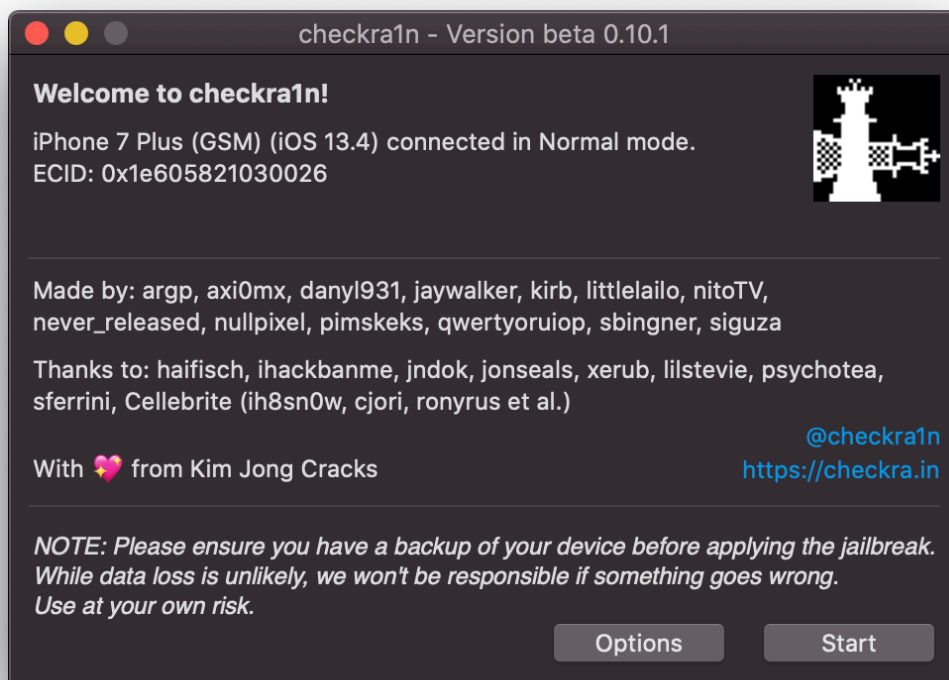 checkra1n - Version beta 0.10.1
Welcome to checkra1n!
iPhone 7 Plus (GSM) (iOS 13.4) connected in Normal mode.
ECID: 0x1e605821030026
Made by: argp, axi0mx, danyl931, jaywalker, kirb, littlelailo, nitoTV,
never_released, nullpixel, pimskeks, qwertyoruiop, sbingner, siguza
Thanks to: haifisch, ihackbanme, jndok, jonseals, xerub, lilstevie, psychotea,
sferrini, Cellebrite (ih8sn0w, cjori, ronyrus et al.)
@checkra1n
With 💖 from Kim Jong Cracks
https://checkra.in
NOTE: Please ensure you have a backup of your device before applying the jailbreak.
While data loss is unlikely, we won't be responsible if something goes wrong.
Use at your own risk.
Options
Start